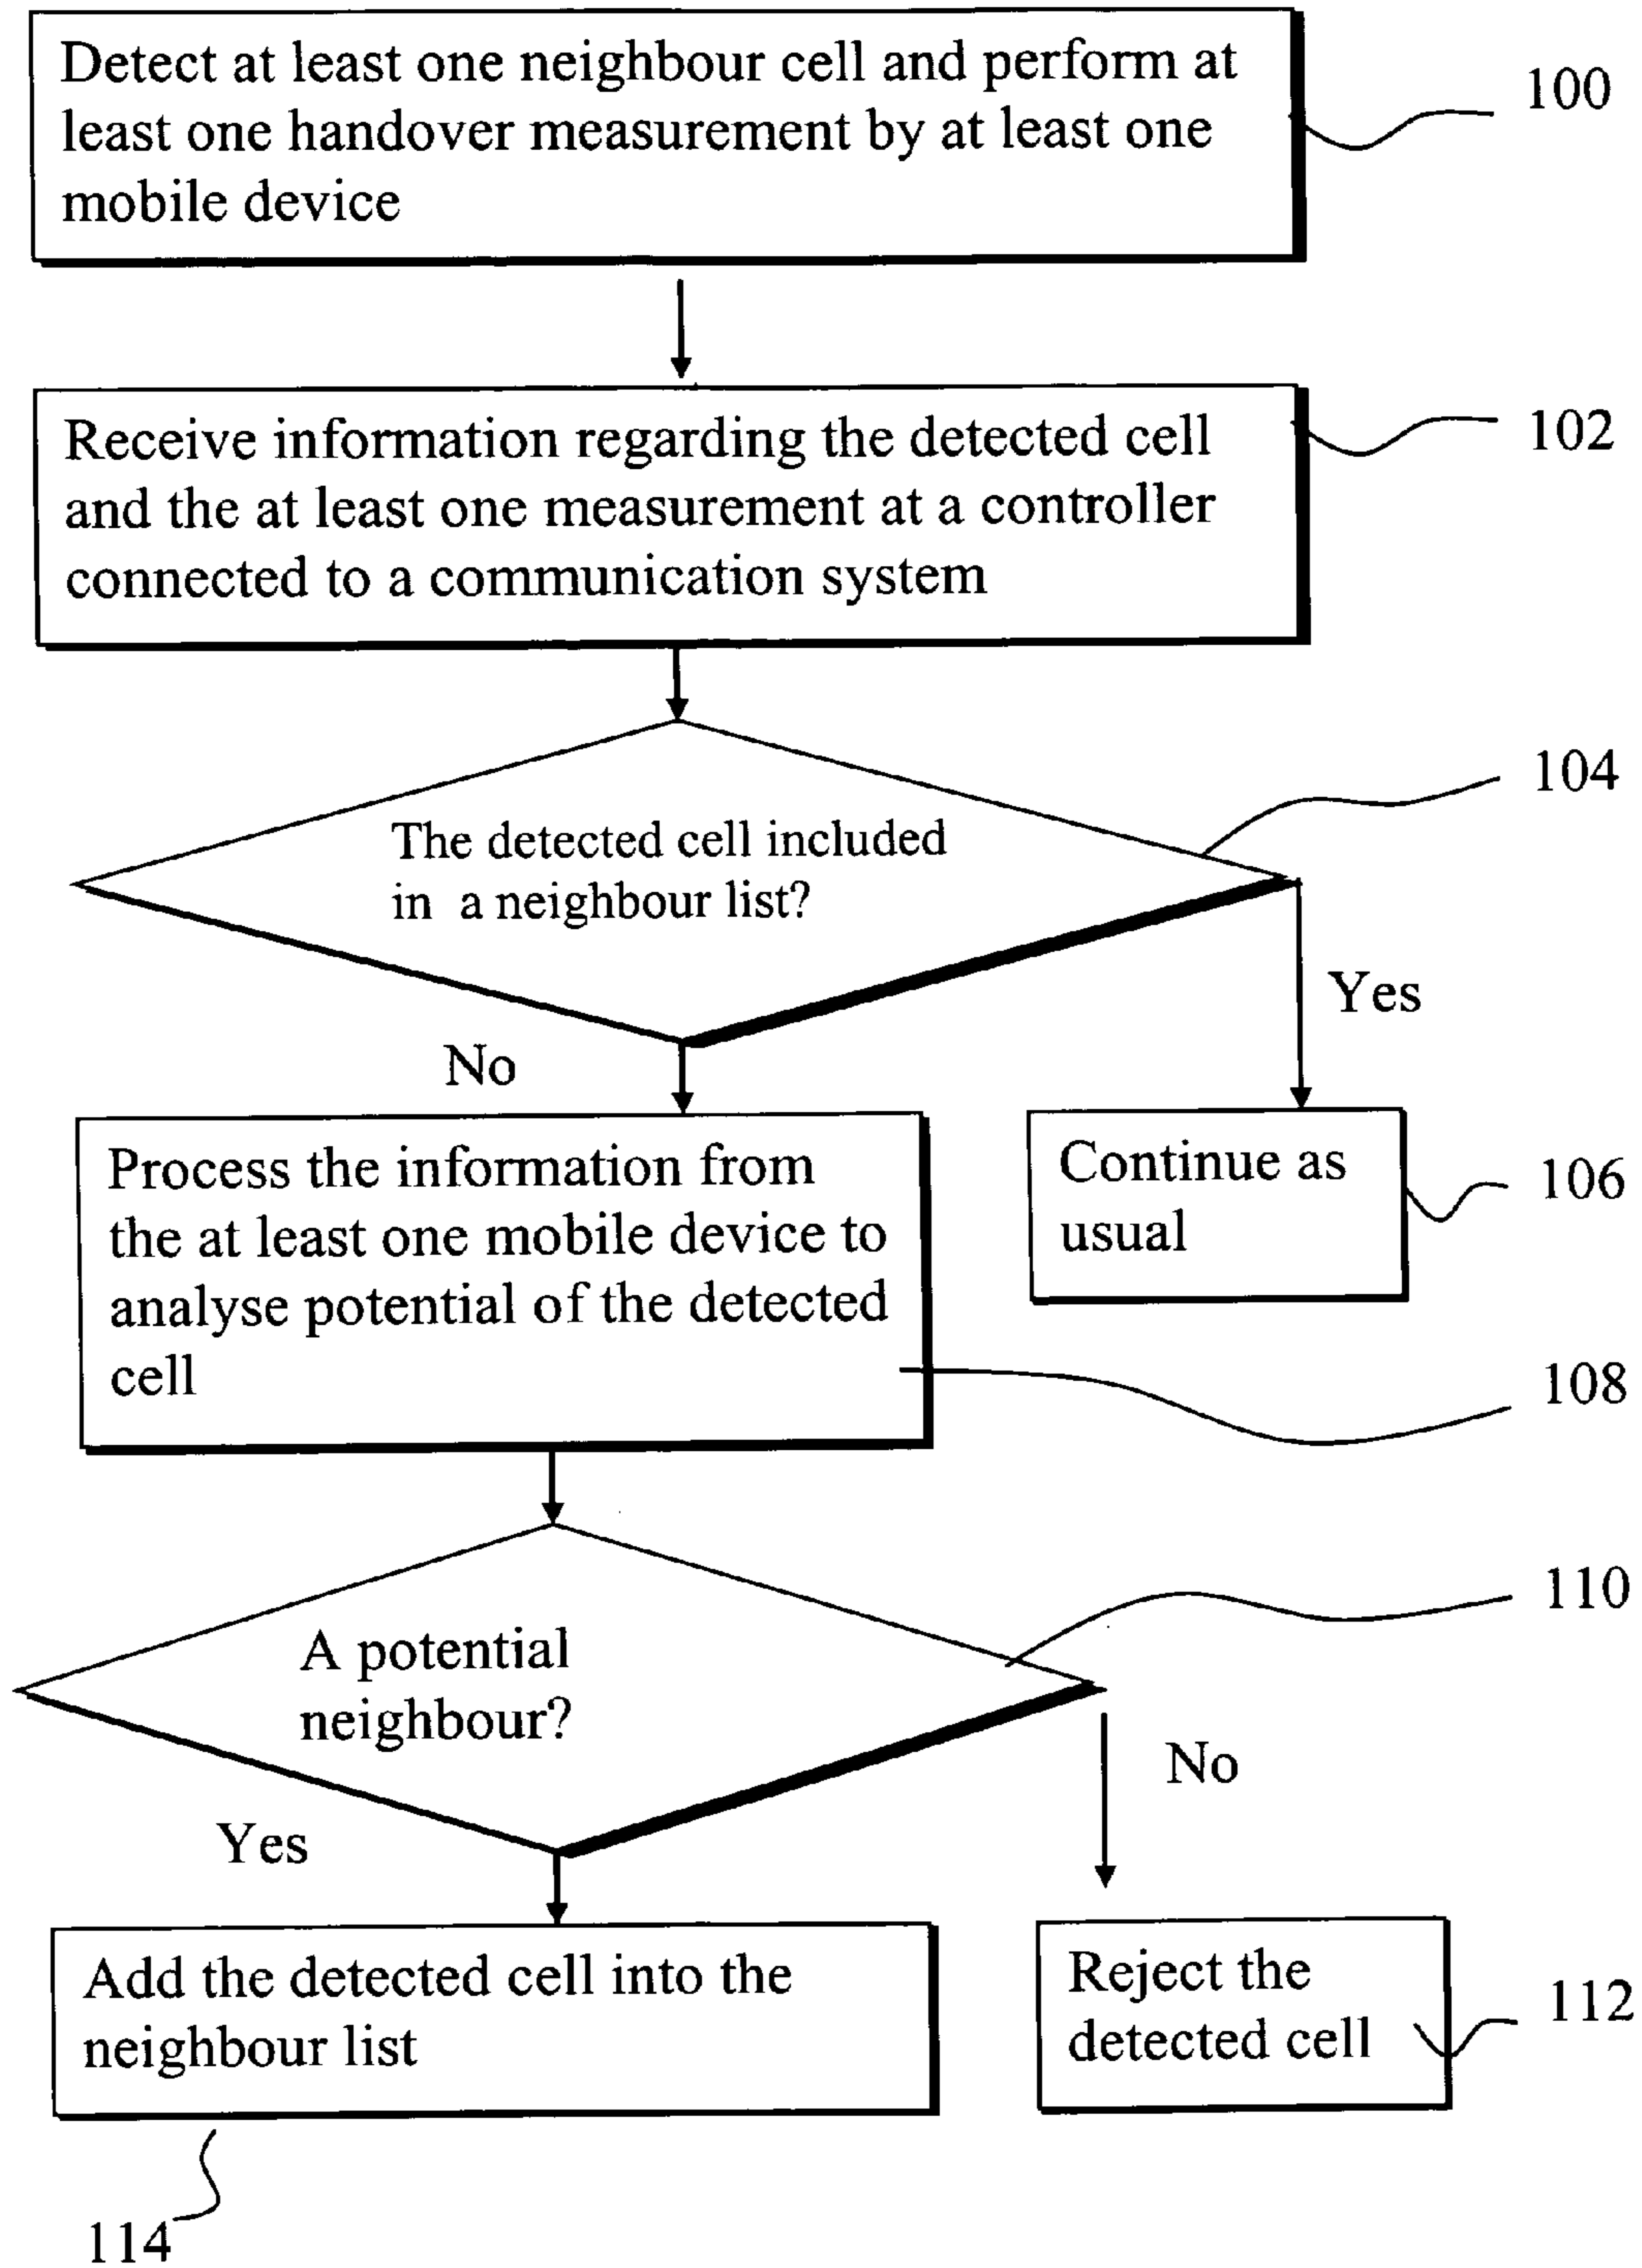 Detect at least one neighbour cell and perform at
least one handover measurement by at least one
mobile device
100
Receive information regarding the detected cell
and the at least one measurement at a controller
connected to a communication system
102
The detected cell included
in a neighbour list?
104
Yes
No
Process the information from
the at least one mobile device to
analyse potential of the detected
cell
Continue as
usual
106
108
A potential
neighbour?
110
No
Yes
Add the detected cell into the
neighbour list
Reject the
detected cell
112
114